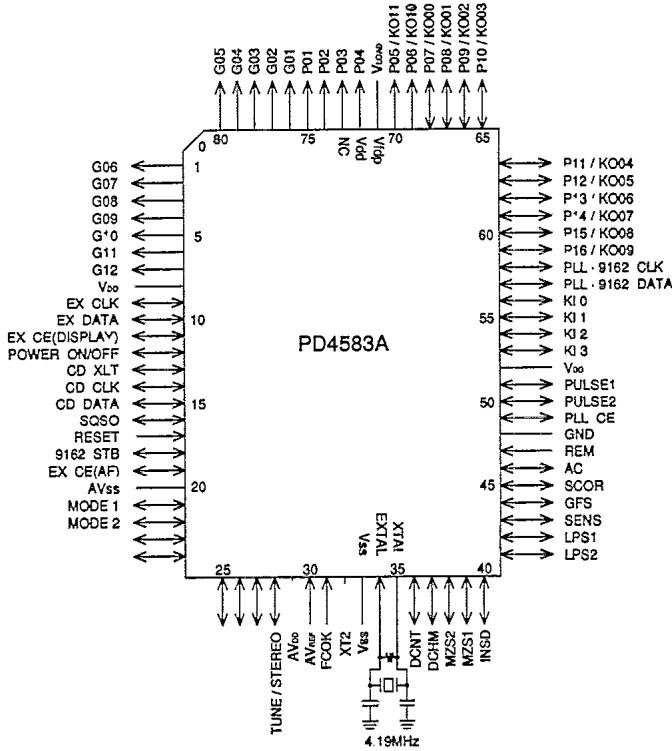 G05
G04
G03
G02
G01
P01
P02
P03
P04
VLOAD
P05 / KO11
P06 / KO10
P07 / KO00
P08 / KO01
P09 / KO02
P10 / KO03
80
75
70
65
0
NC
Vdd
Vfdp
G06
G07
G08
G09
G10
G11
G12
VDD
EX CLK
EX DATA
EX CE(DISPLAY)
POWER ON/OFF
CD XLT
CD CLK
CD DATA
SQSO
RESET
9162 STB
EX CE(AF)
AVss
MODE 1
MODE 2
1
5
10
15
20
PD4583A
60
55
50
45
P11 / KO04
P12 / KO05
P13 / KO06
P14 / KO07
P15 / KO08
P16 / KO09
PLL · 9162 CLK
PLL · 9162 DATA
KI 0
KI 1
KI 2
KI 3
VDD
PULSE1
PULSE2
PLL CE
GND
REM
AC
SCOR
GFS
SENS
LPS1
LPS2
Vss
EXTAL
XTAL
25
30
35
40
TUNE / STEREO
AVDD
AVREF
FCOK
XT2
Vss
DCNT
DCHM
MZS2
MZS1
INSD
4.19MHz